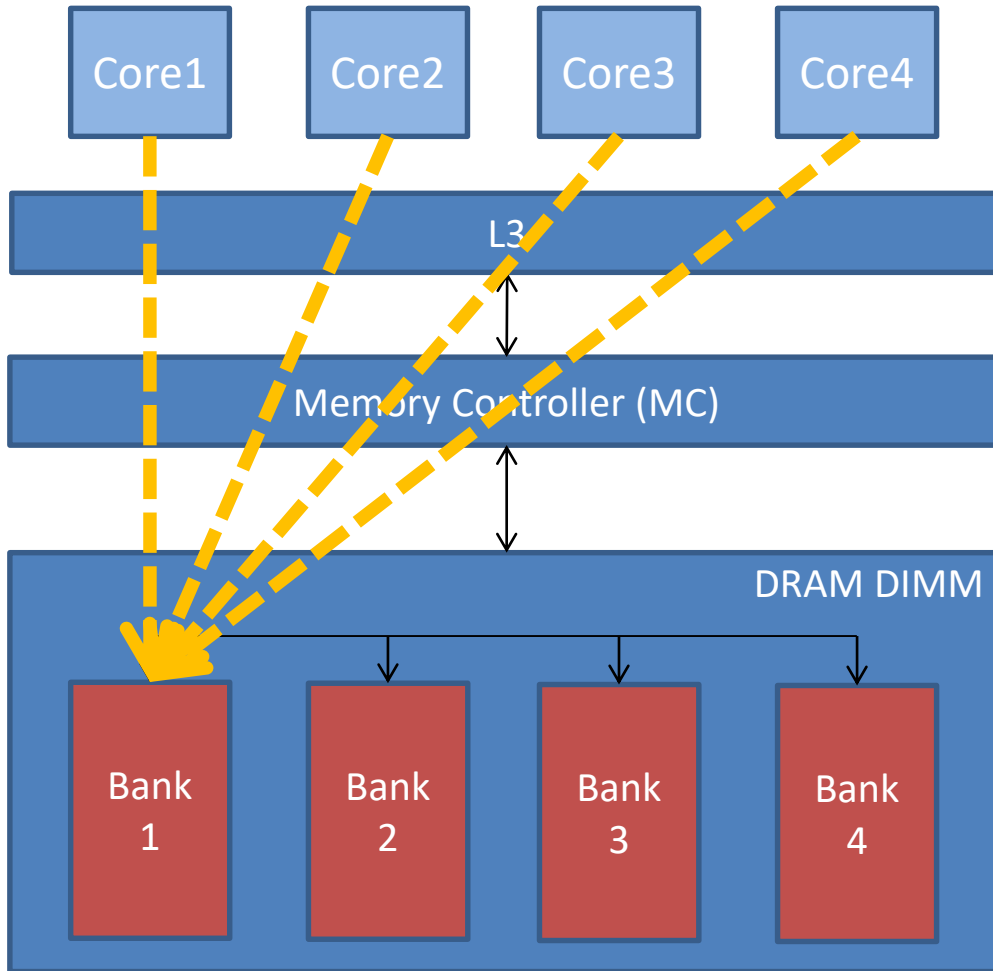 Core1 Core2 Core3 Core4
L3
Memory Controller (MC)
DRAM DIMM
Bank
1
Bank
2
Bank
3
Bank
4